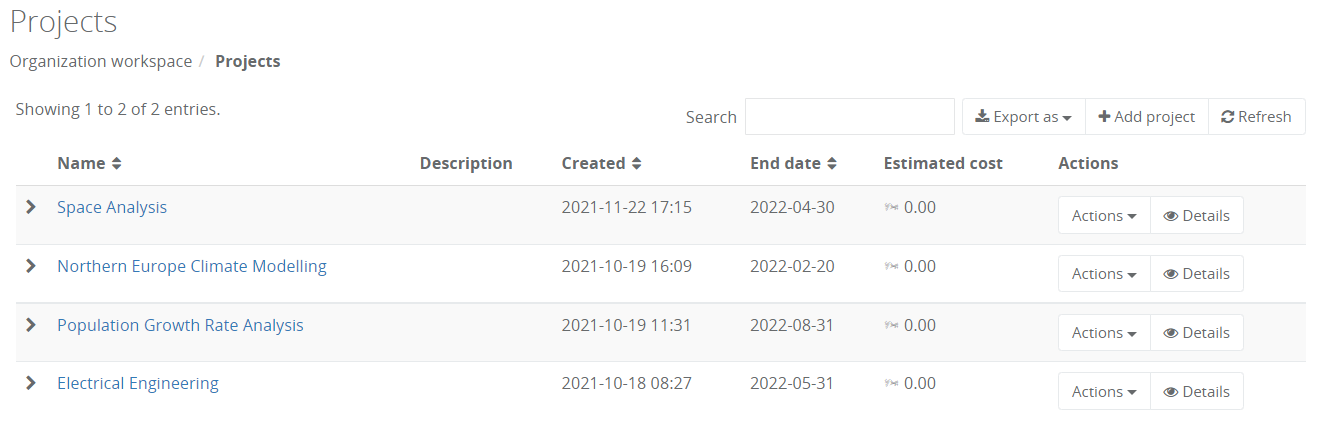 Projects
Organization workspace / Projects
Showing 1 to 2 of 2 entries.
Search Export as Add project Refresh
Name Description Created End date Estimated cost Actions
Space Analysis 2021-11-22 17:15 2022-04-30 0.00 Actions Details
Northern Europe Climate Modelling 2021-10-19 16:09 2022-02-20 0.00 Actions Details
Population Growth Rate Analysis 2021-10-19 11:31 2022-08-31 0.00 Actions Details
Electrical Engineering 2021-10-18 08:27 2022-05-31 0.00 Actions Details